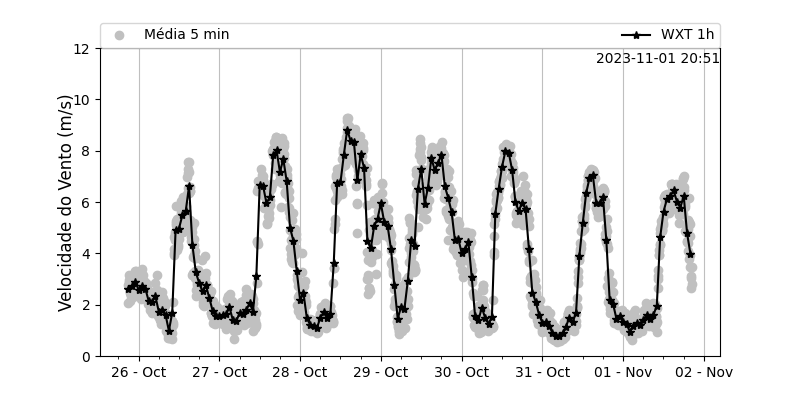 Média 5 min
WXT 1h
2023-11-01 20:51
Velocidade do Vento (m/s)
12
10
8
6
4
2
0
26 - Oct
27 - Oct
28 - Oct
29 - Oct
30 - Oct
31 - Oct
01 - Nov
02 - Nov